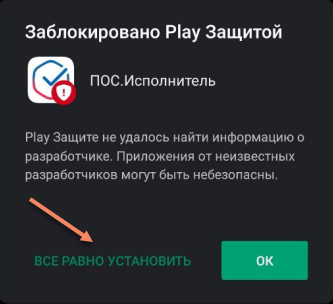 Заблокировано Play Защитой
ПОС.Исполнитель
Play Защите не удалось найти информацию о
разработчике. Приложения от неизвестных
разработчиков могут быть небезопасны.
ВСЕ РАВНО УСТАНОВИТЬ
ОК